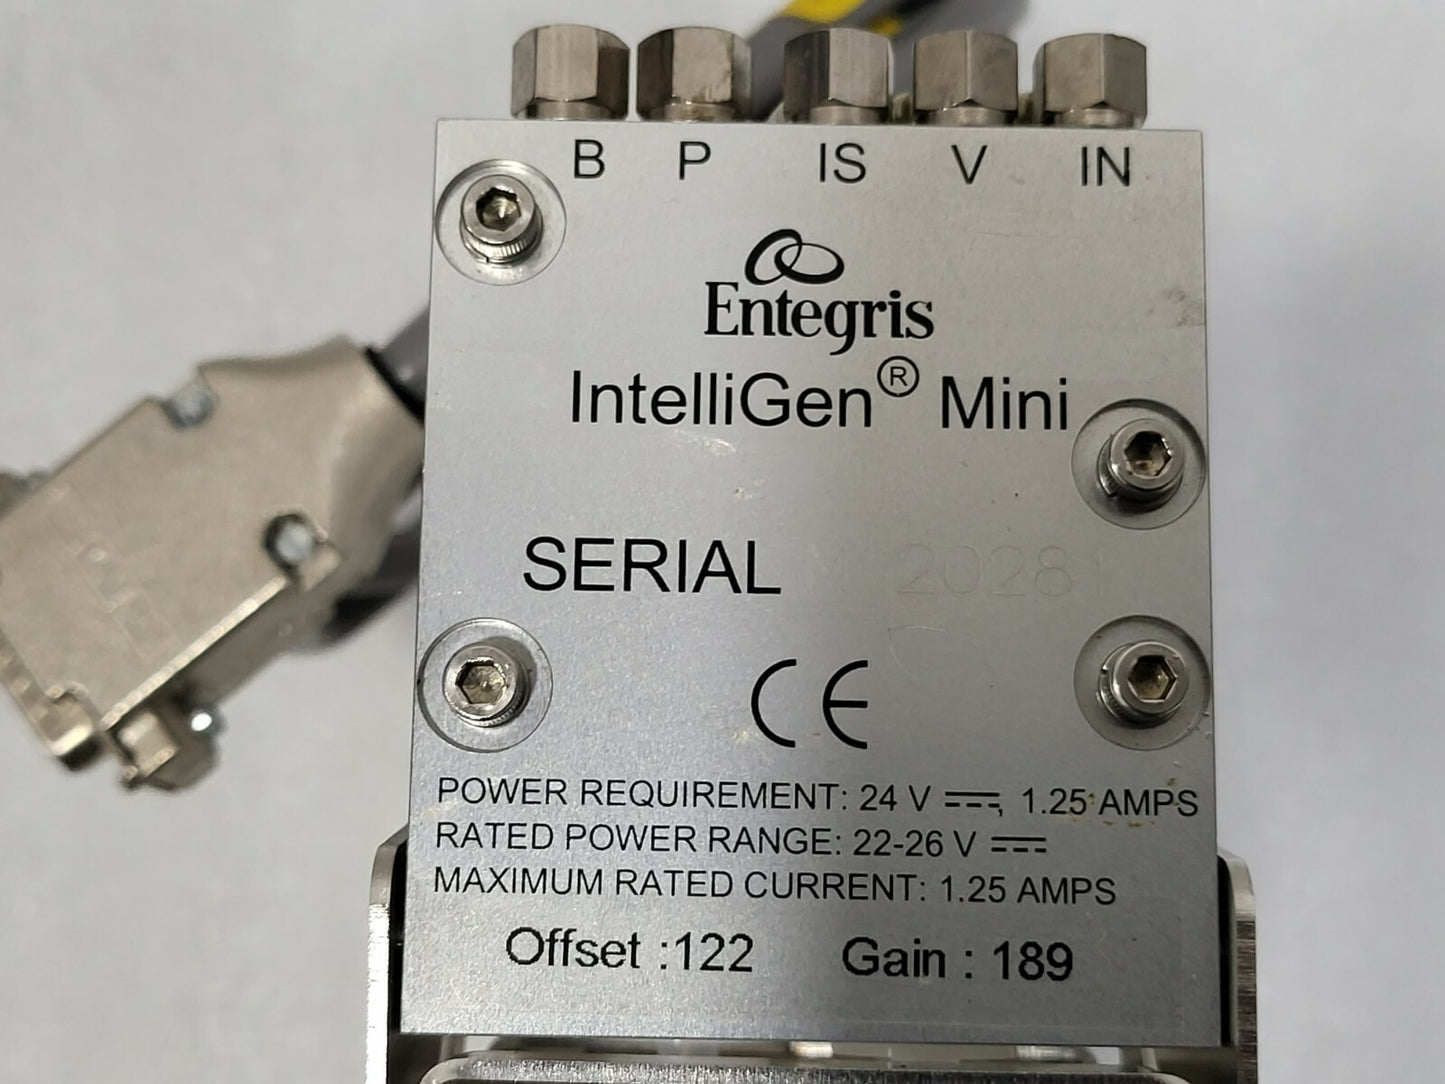 B P IS V IN
Entegris
IntelliGen® Mini
SERIAL
POWER REQUIREMENT: 24 V ⎓, 1.25 AMPS
RATED POWER RANGE: 22-26 V ⎓
MAXIMUM RATED CURRENT: 1.25 AMPS
Offset :122 Gain : 189